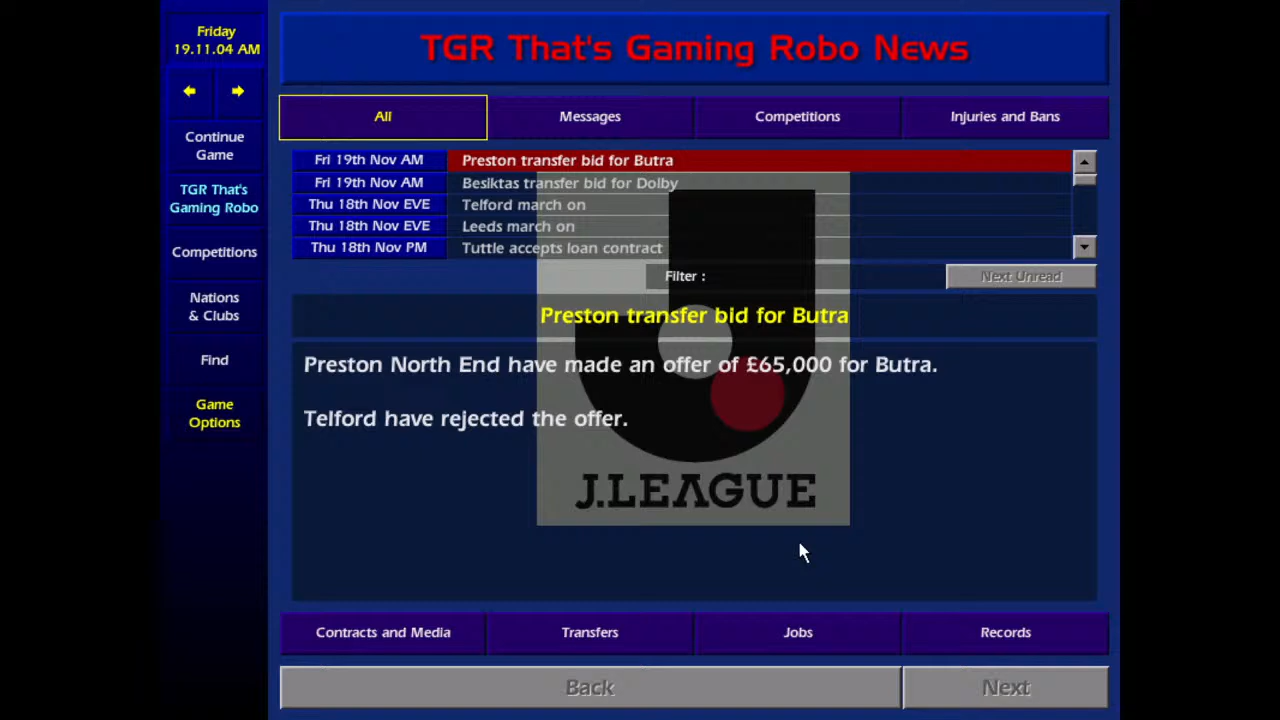 Friday
19.11.04 AM
Continue
Game
TGR That's
Gaming Robo
Competitions
Nations
& Clubs
Find
Game
Options
TGR That's Gaming Robo News
All
Messages
Competitions
Injuries and Bans
Fri 19th Nov AM Preston transfer bid for Butra
Fri 19th Nov AM Besiktas transfer bid for Dolby
Thu 18th Nov EVE Telford march on
Thu 18th Nov EVE Leeds march on
Thu 18th Nov PM Tuttle accepts loan contract
Filter :
Next Unread
Preston transfer bid for Butra
Preston North End have made an offer of £65,000 for Butra.
Telford have rejected the offer.
J.LEAGUE
Contracts and Media
Transfers
Jobs
Records
Back
Next